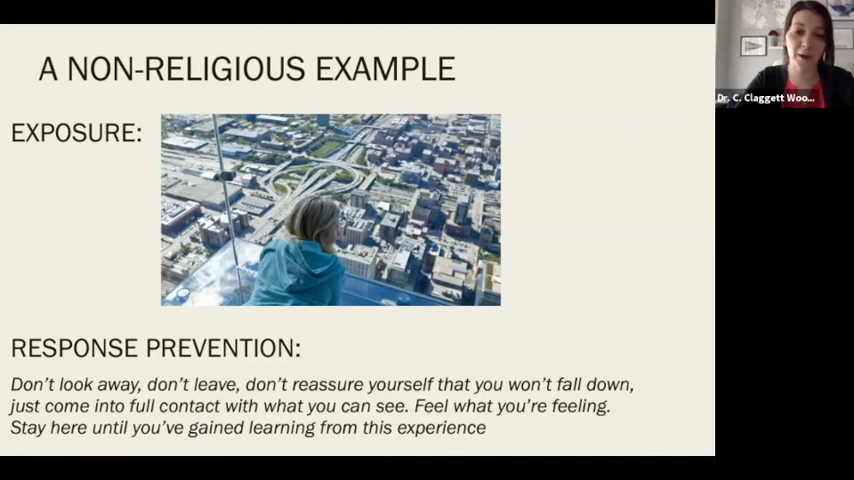 A NON-RELIGIOUS EXAMPLE
EXPOSURE:
RESPONSE PREVENTION:
Don't look away, don't leave, don't reassure yourself that you won't fall down,
just come into full contact with what you can see. Feel what you're feeling.
Stay here until you've gained learning from this experience
Dr. C. Claggett Woo...